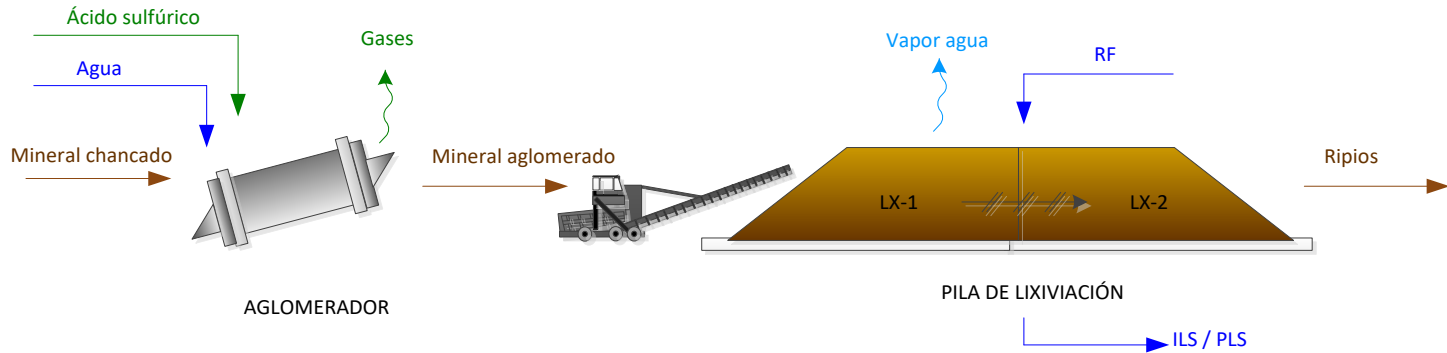 Ácido sulfúrico
Gases
Vapor agua
Agua
RF
Mineral chancado
Mineral aglomerado
Ripios
LX-1
LX-2
AGLOMERADOR
PILA DE LIXIVIACIÓN
ILS / PLS